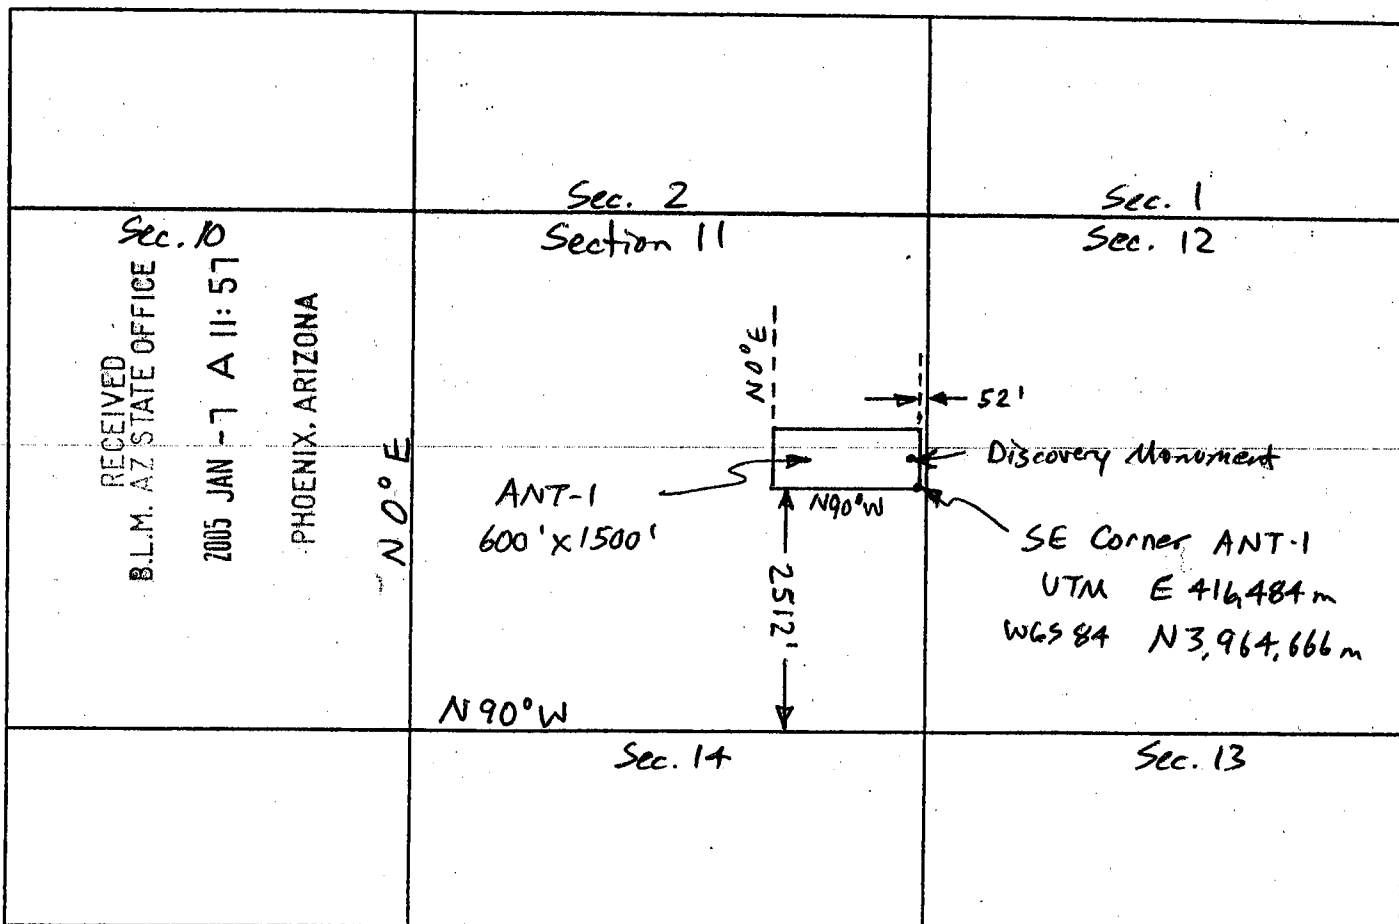 Sec. 2
Sec. 1
Sec. 10
Section 11
Sec. 12
RECEIVED
B.L.M. AZ STATE OFFICE
2005 JAN -7 A 11:57
PHOENIX, ARIZONA
N 0° E
N 0° E
52'
Discovery Monument
ANT-1
600' x 1500'
N90°W
2512'
SE Corner ANT-1
UTM E 416,484 m
WGS 84 N 3,964,666 m
N 90° W
Sec. 14
Sec. 13